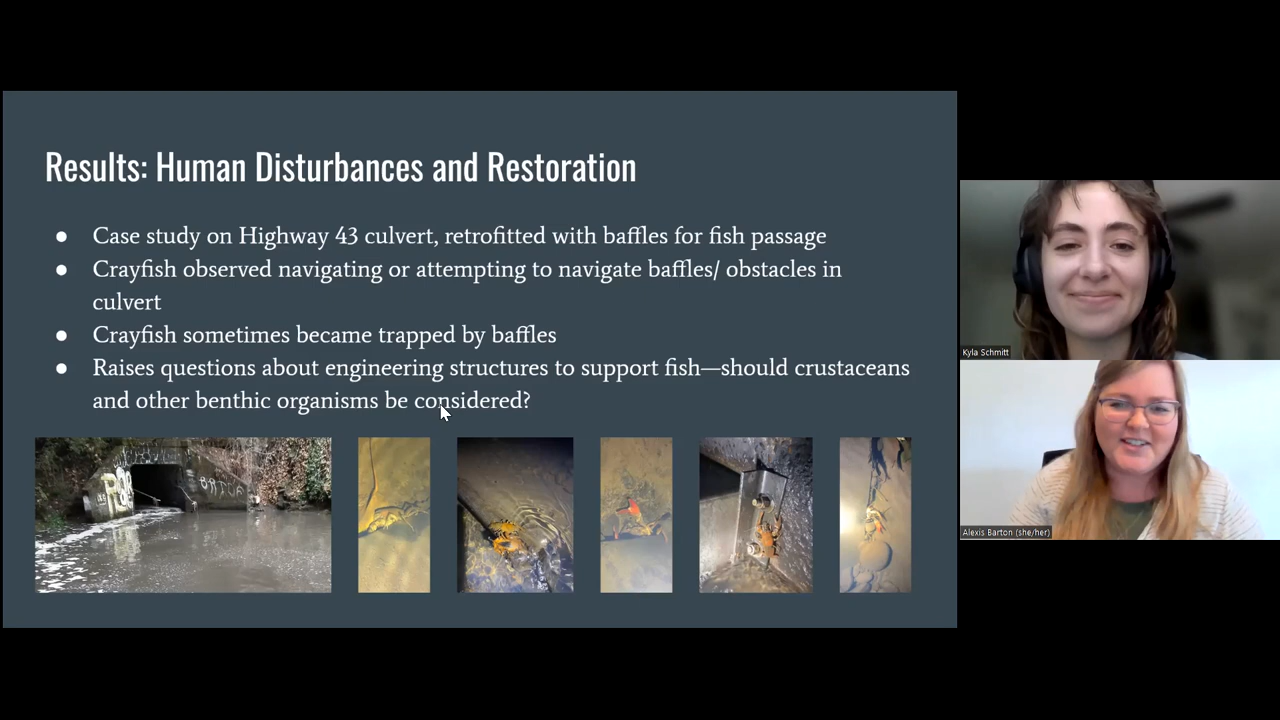 Results: Human Disturbances and Restoration
● Case study on Highway 43 culvert, retrofitted with baffles for fish passage
● Crayfish observed navigating or attempting to navigate baffles/ obstacles in
culvert
● Crayfish sometimes became trapped by baffles
● Raises questions about engineering structures to support fish—should crustaceans
and other benthic organisms be considered?
Kyla Schmitt
Alexis Barton (she/her)